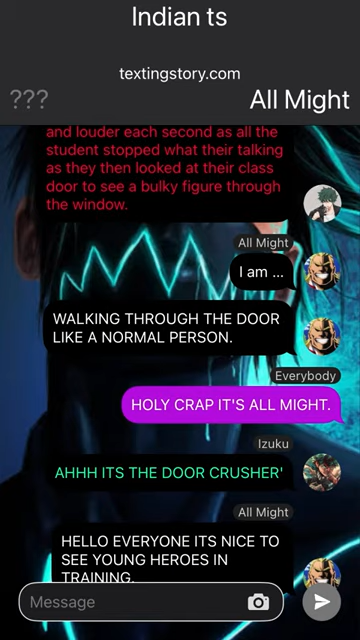 Indian ts
textingstory.com
???
All Might
and louder each second as all the
student stopped what their talking
as they then looked at their class
door to see a bulky figure through
the window.
All Might
I am ...
WALKING THROUGH THE DOOR
LIKE A NORMAL PERSON.
Everybody
HOLY CRAP IT'S ALL MIGHT.
Izuku
AHHH ITS THE DOOR CRUSHER'
All Might
HELLO EVERYONE ITS NICE TO
SEE YOUNG HEROES IN
TRAINING.
Message